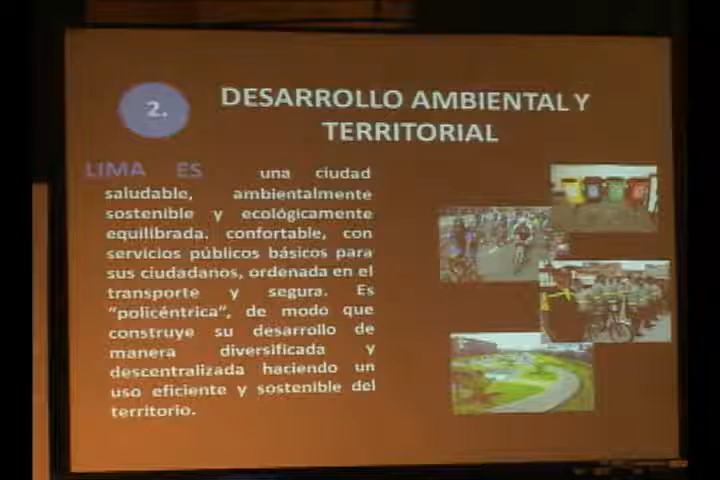 2.
DESARROLLO AMBIENTAL Y
TERRITORIAL
LIMA ES una ciudad
saludable, ambientalmente
sostenible y ecológicamente
equilibrada. confortable, con
servicios públicos básicos para
sus ciudadanos, ordenada en el
transporte y segura. Es
"policéntrica", de modo que
construye su desarrollo de
manera diversificada y
descentralizada haciendo un
uso eficiente y sostenible del
territorio.